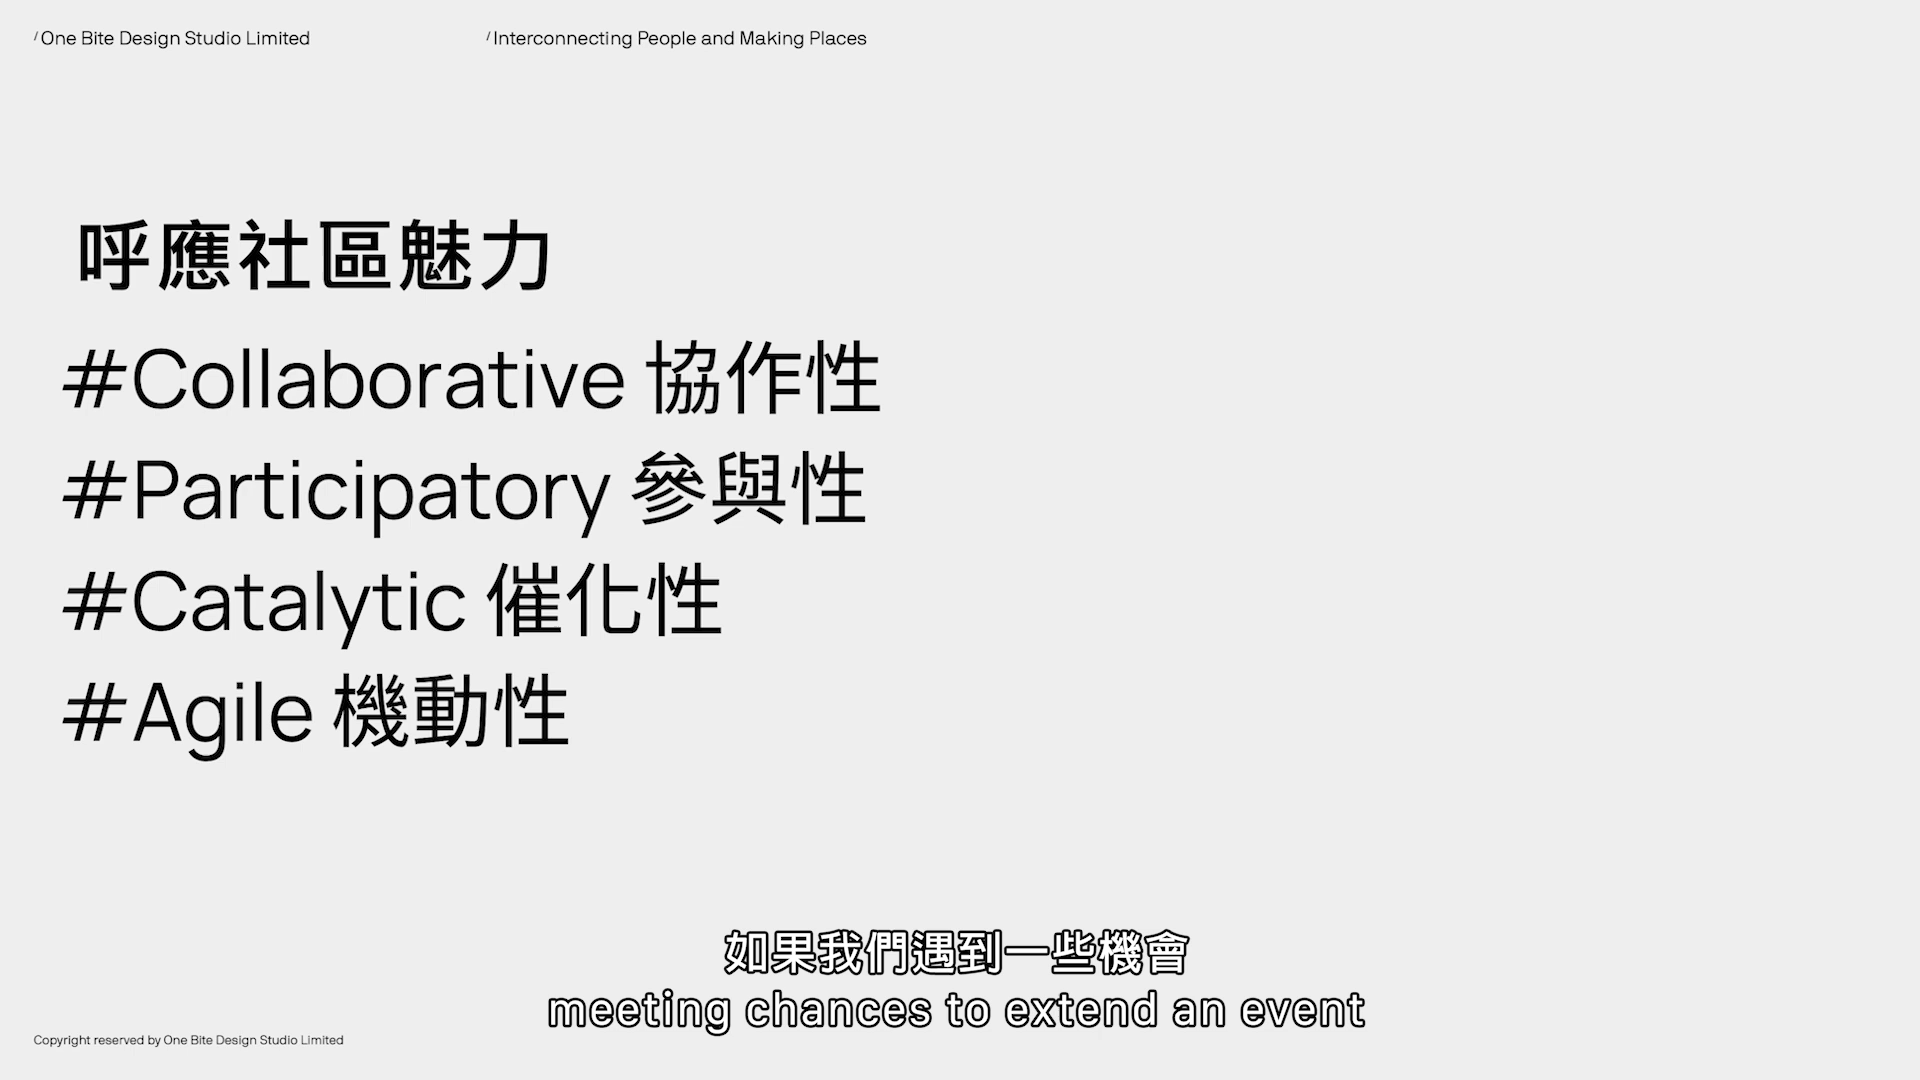 /One Bite Design Studio Limited
/Interconnecting People and Making Places
呼應社區魅力
#Collaborative 協作性
#Participatory 參與性
#Catalytic 催化性
#Agile 機動性
如果我們遇到一些機會
meeting chances to extend an event
Copyright reserved by One Bite Design Studio Limited